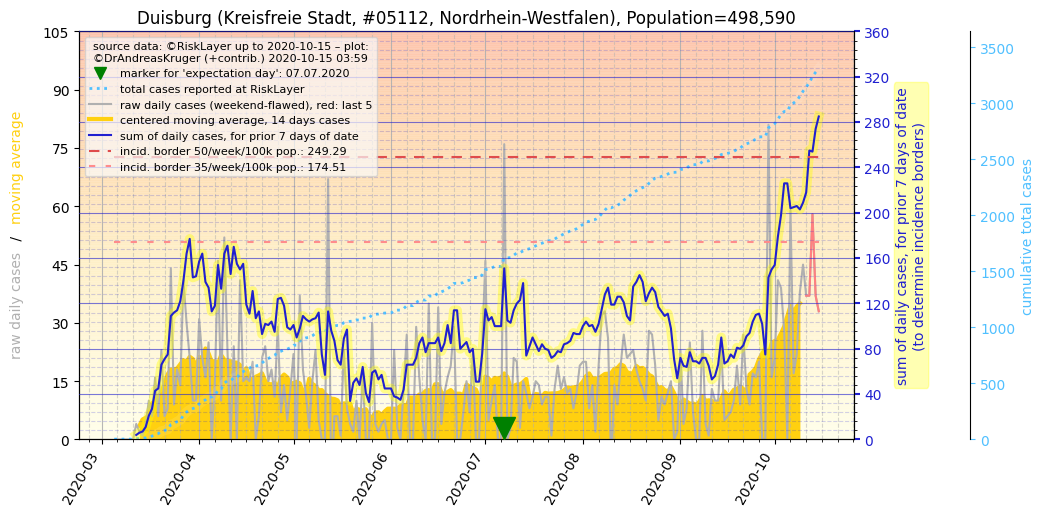 Duisburg (Kreisfreie Stadt, #05112, Nordrhein-Westfalen), Population=498,590
source data: ©RiskLayer up to 2020-10-15 – plot:
©DrAndreasKruger (+contrib.) 2020-10-15 03:59
marker for 'expectation day': 07.07.2020
total cases reported at RiskLayer
raw daily cases (weekend-flawed), red: last 5
centered moving average, 14 days cases
sum of daily cases, for prior 7 days of date
incid. border 50/week/100k pop.: 249.29
incid. border 35/week/100k pop.: 174.51
raw daily cases / moving average
105
90
75
60
45
30
15
0
2020-03
2020-04
2020-05
2020-06
2020-07
2020-08
2020-09
2020-10
360
320
280
240
200
160
120
80
40
0
sum of daily cases, for prior 7 days of date
(to determine incidence borders)
3500
3000
2500
2000
1500
1000
500
0
cumulative total cases